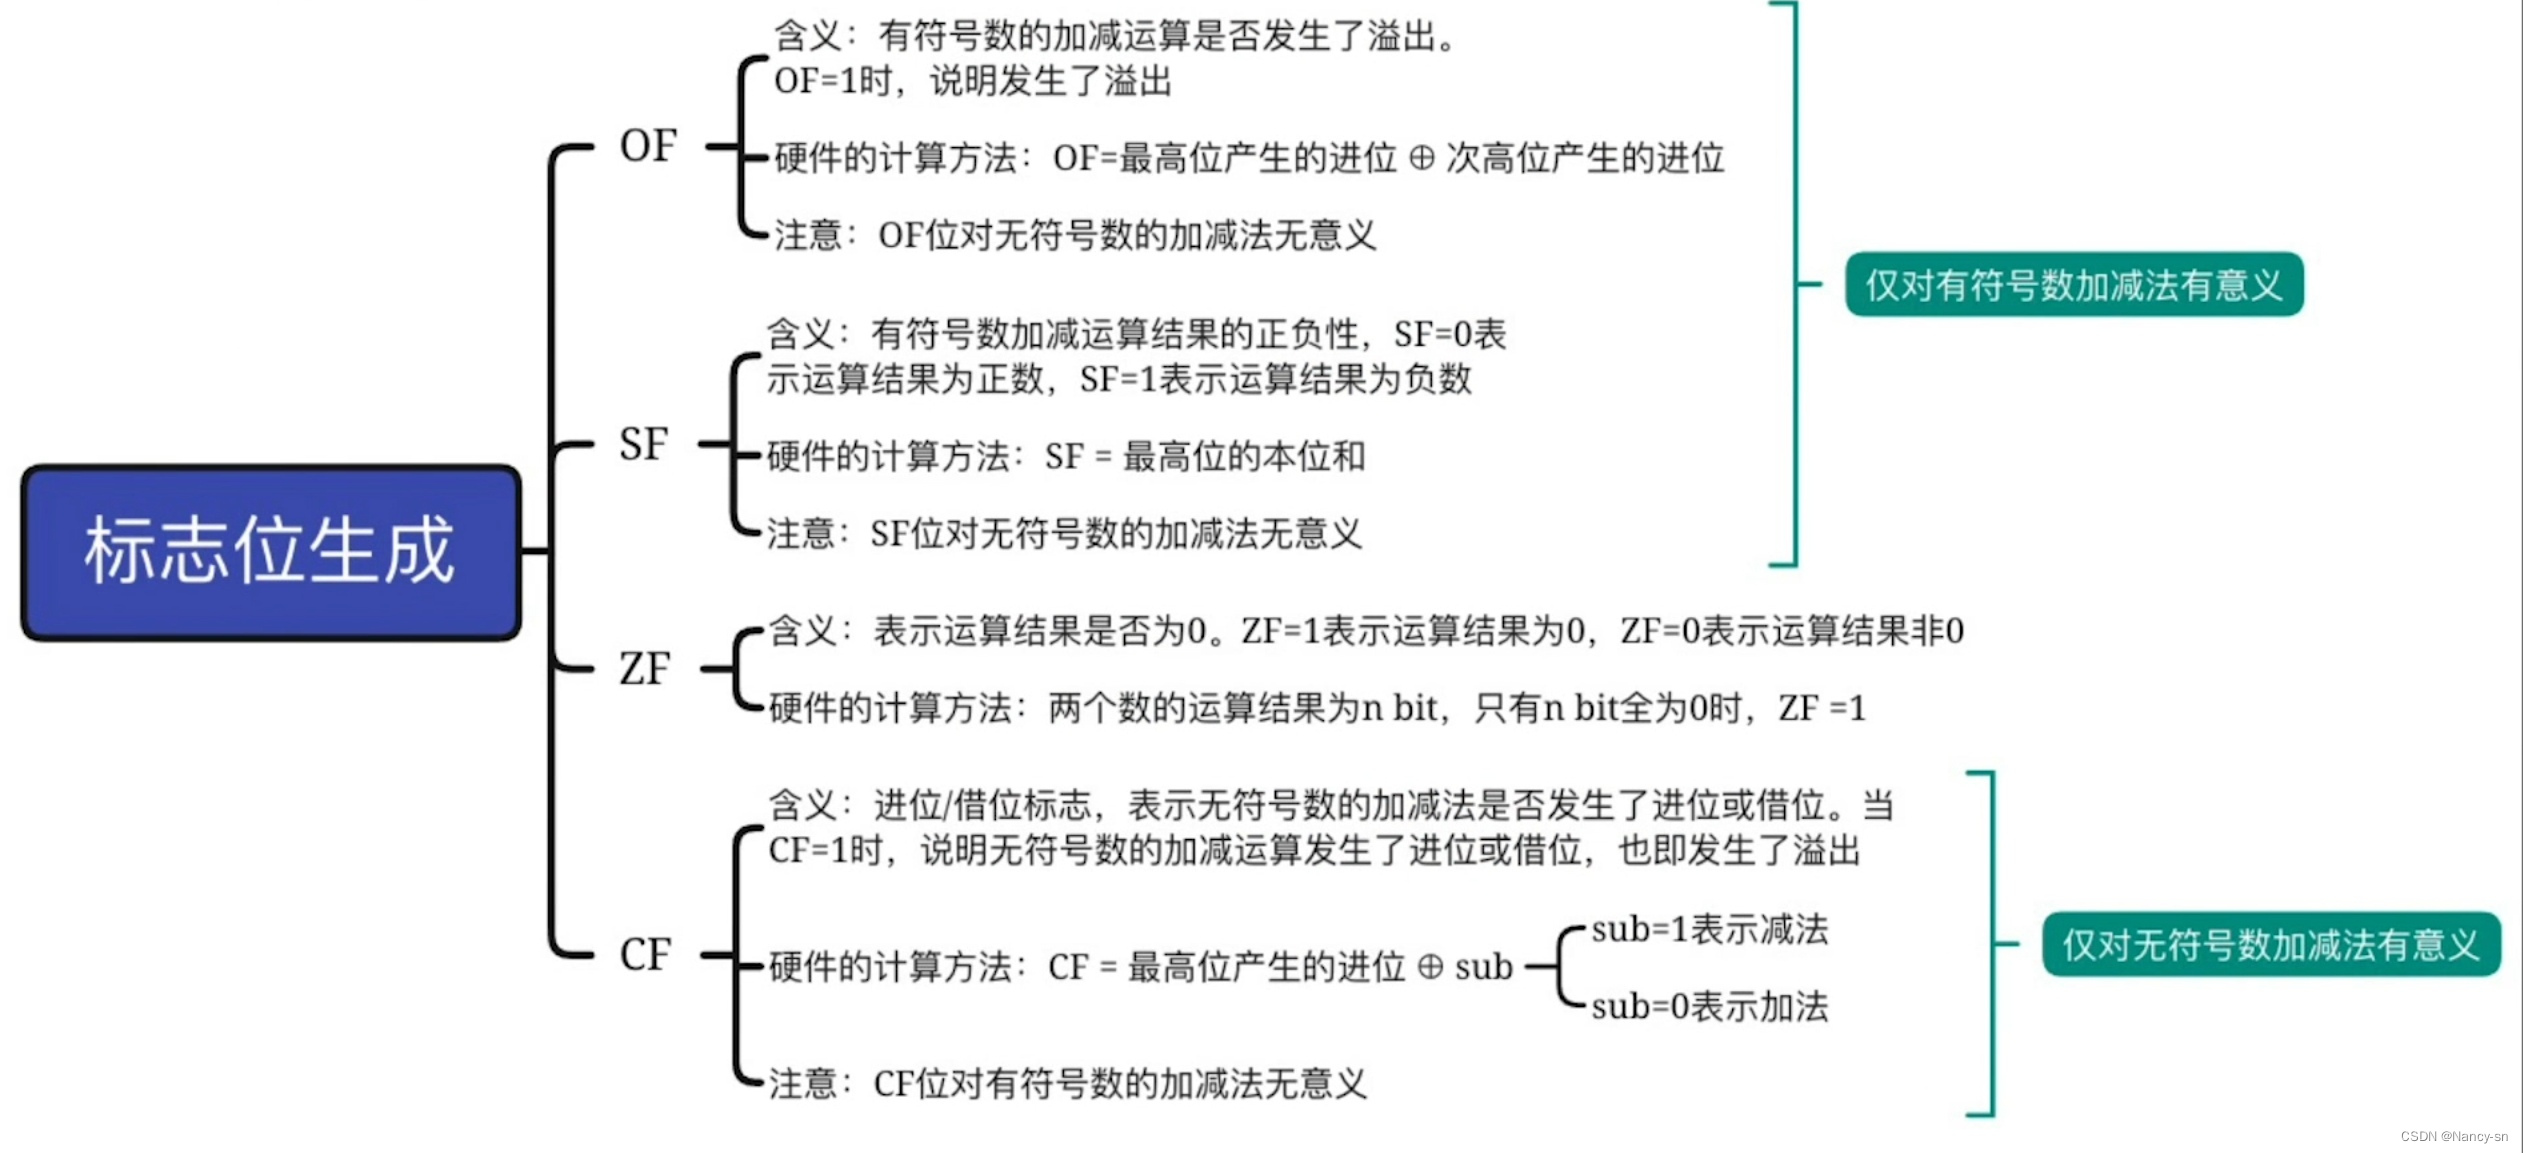 标志位生成
OF
含义：有符号数的加减运算是否发生了溢出。
OF=1时，说明发生了溢出
硬件的计算方法：OF=最高位产生的进位 ⊕ 次高位产生的进位
注意：OF位对无符号数的加减法无意义
SF
含义：有符号数加减运算结果的正负性，SF=0表
示运算结果为正数，SF=1表示运算结果为负数
硬件的计算方法：SF = 最高位的本位和
注意：SF位对无符号数的加减法无意义
仅对有符号数加减法有意义
ZF
含义：表示运算结果是否为0。ZF=1表示运算结果为0，ZF=0表示运算结果非0
硬件的计算方法：两个数的运算结果为n bit，只有n bit全为0时，ZF =1
CF
含义：进位/借位标志，表示无符号数的加减法是否发生了进位或借位。当
CF=1时，说明无符号数的加减运算发生了进位或借位，也即发生了溢出
硬件的计算方法：CF = 最高位产生的进位 ⊕ sub
sub=1表示减法
sub=0表示加法
注意：CF位对有符号数的加减法无意义
仅对无符号数加减法有意义
CSDN @Nancy-sn